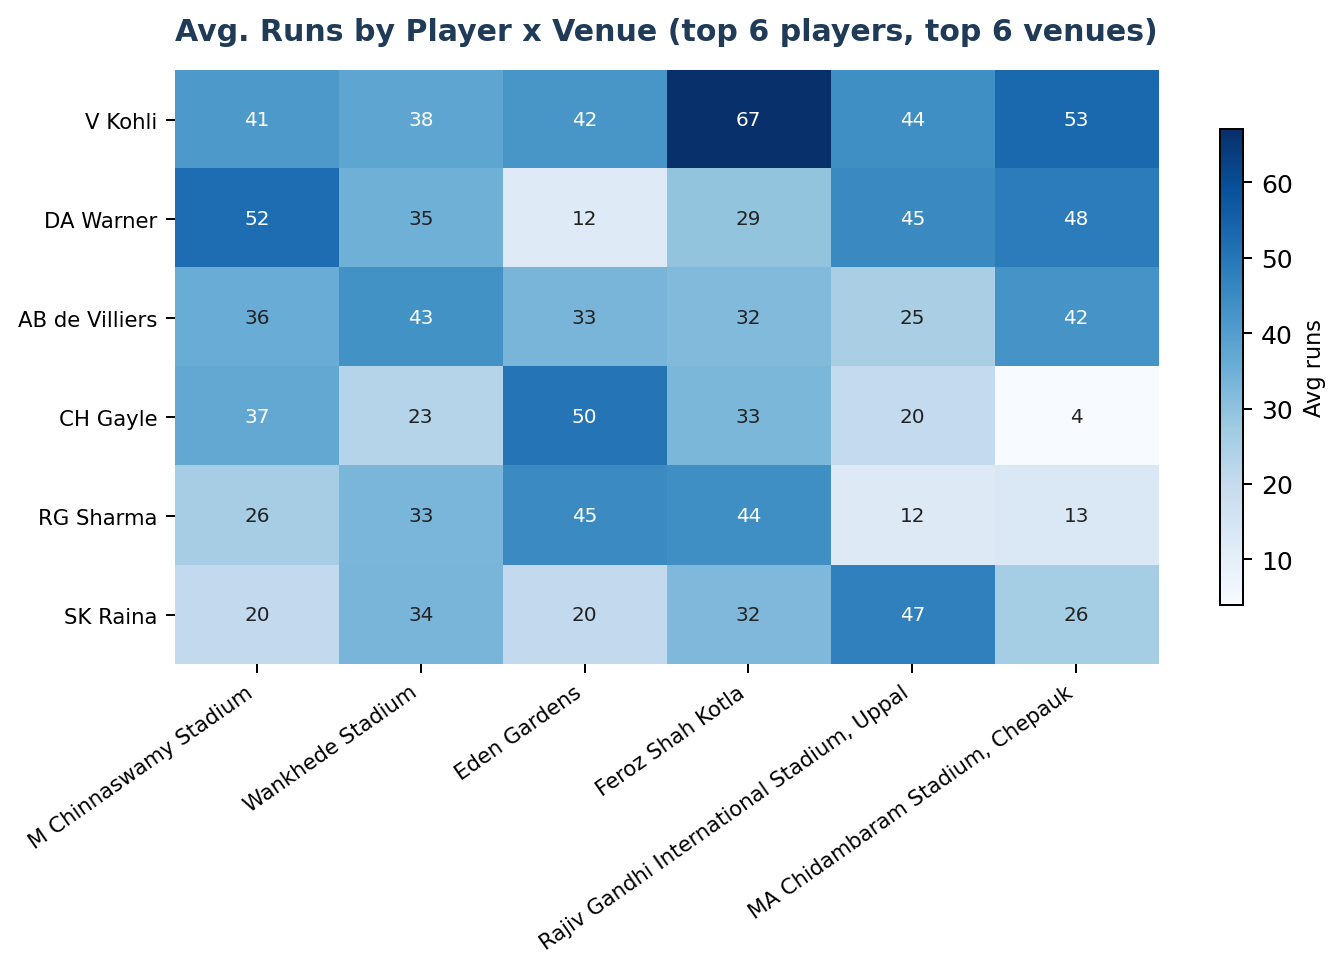 Avg. Runs by Player x Venue (top 6 players, top 6 venues)
V Kohli 41 38 42 67 44 53
DA Warner 52 35 12 29 45 48
AB de Villiers 36 43 33 32 25 42
CH Gayle 37 23 50 33 20 4
RG Sharma 26 33 45 44 12 13
SK Raina 20 34 20 32 47 26
M Chinnaswamy Stadium
Wankhede Stadium
Eden Gardens
Feroz Shah Kotla
Rajiv Gandhi International Stadium, Uppal
MA Chidambaram Stadium, Chepauk
60
50
40
30
20
10
Avg runs